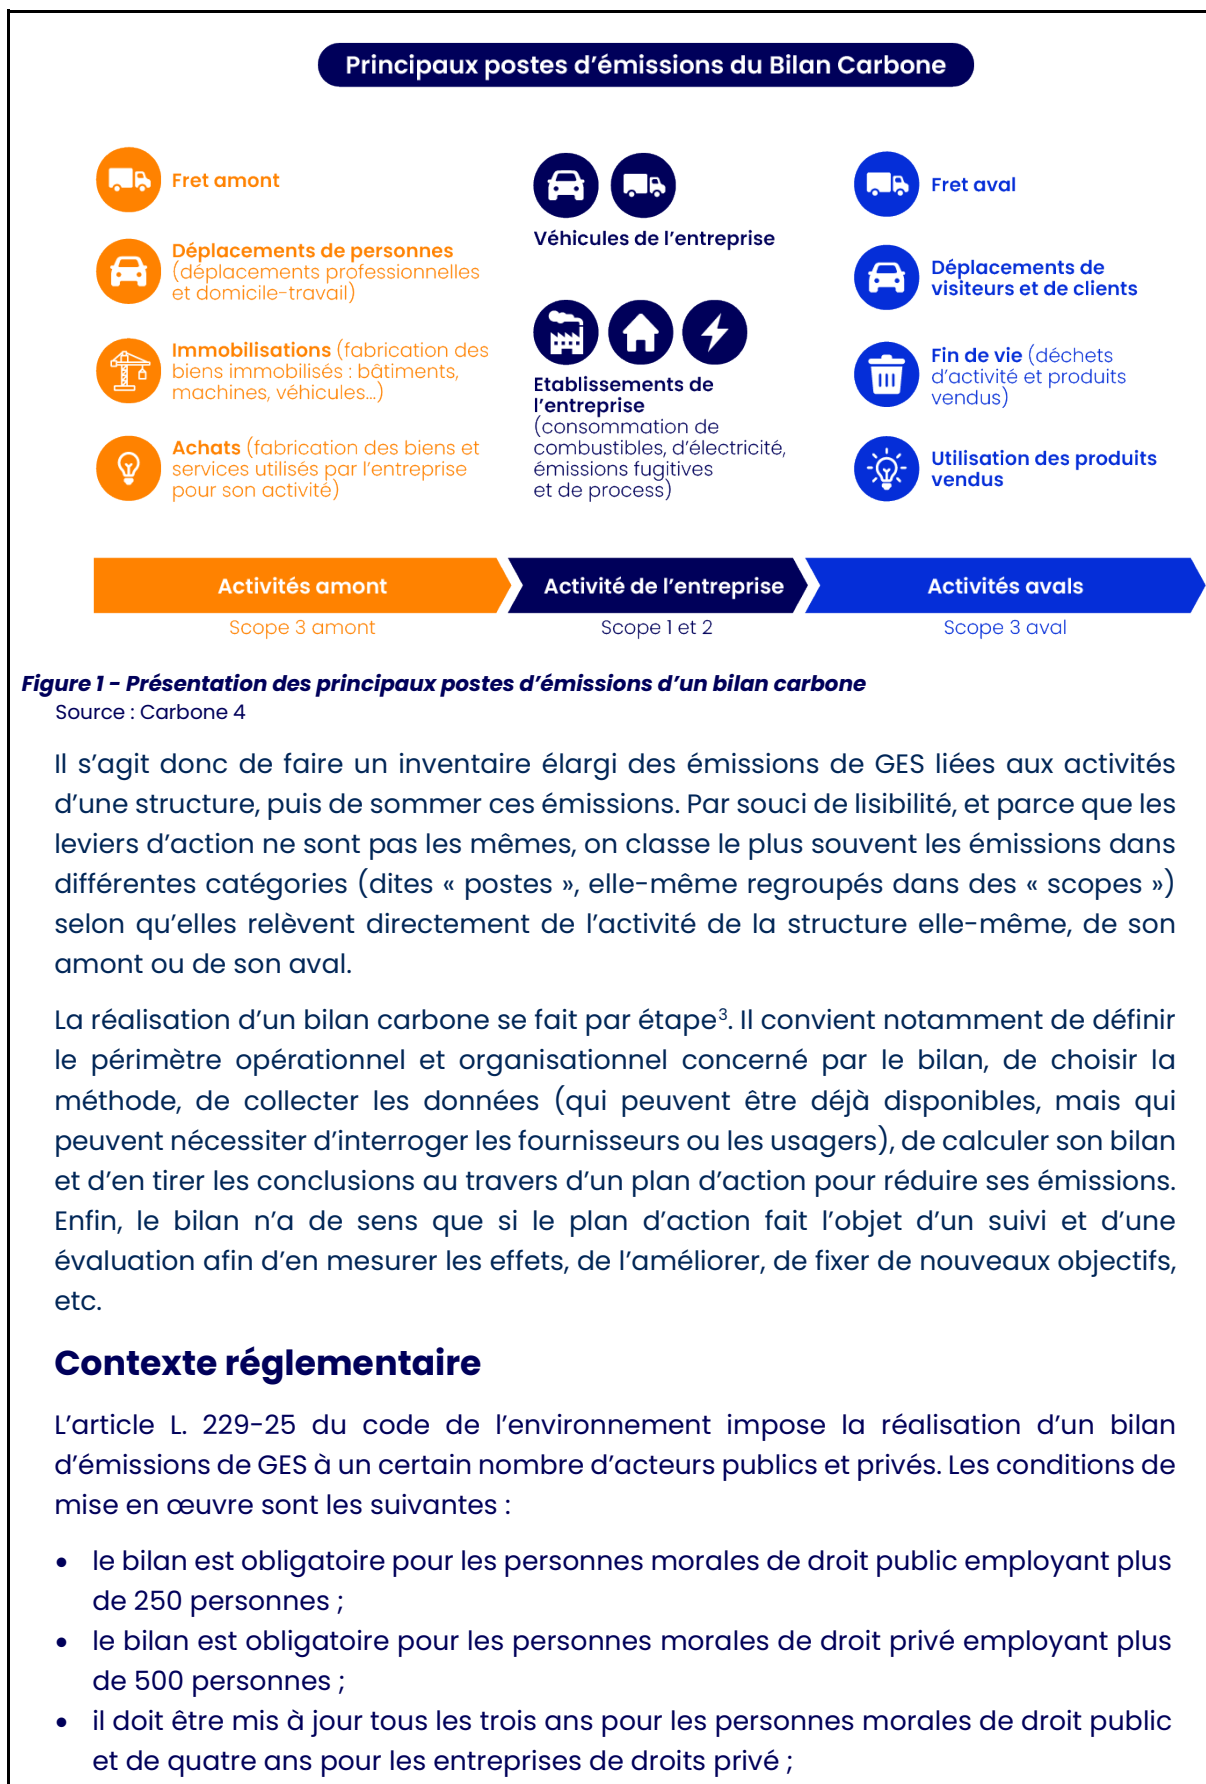 Principaux postes d'émissions du Bilan Carbone
Fret amont
Déplacements de personnes
(déplacements professionnelles
et domicile-travail)
Immobilisations (fabrication des
biens immobilisés : bâtiments,
machines, véhicules...)
Achats (fabrication des biens et
services utilisés par l'entreprise
pour son activité)
Véhicules de l'entreprise
Etablissements de
l'entreprise
(consommation de
combustibles, d'électricité,
émissions fugitives
et de process)
Fret aval
Déplacements de
visiteurs et de clients
Fin de vie (déchets
d'activité et produits
vendus)
Utilisation des produits
vendus
Activités amont
Activité de l'entreprise
Activités avals
Scope 3 amont
Scope 1 et 2
Scope 3 aval
Figure 1 - Présentation des principaux postes d'émissions d'un bilan carbone
Source : Carbone 4
Il s'agit donc de faire un inventaire élargi des émissions de GES liées aux activités
d'une structure, puis de sommer ces émissions. Par souci de lisibilité, et parce que les
leviers d'action ne sont pas les mêmes, on classe le plus souvent les émissions dans
différentes catégories (dites « postes », elle-même regroupés dans des « scopes »)
selon qu'elles relèvent directement de l'activité de la structure elle-même, de son
amont ou de son aval.
La réalisation d'un bilan carbone se fait par étape³. Il convient notamment de définir
le périmètre opérationnel et organisationnel concerné par le bilan, de choisir la
méthode, de collecter les données (qui peuvent être déjà disponibles, mais qui
peuvent nécessiter d'interroger les fournisseurs ou les usagers), de calculer son bilan
et d'en tirer les conclusions au travers d'un plan d'action pour réduire ses émissions.
Enfin, le bilan n'a de sens que si le plan d'action fait l'objet d'un suivi et d'une
évaluation afin d'en mesurer les effets, de l'améliorer, de fixer de nouveaux objectifs,
etc.
Contexte réglementaire
L'article L. 229-25 du code de l'environnement impose la réalisation d'un bilan
d'émissions de GES à un certain nombre d'acteurs publics et privés. Les conditions de
mise en œuvre sont les suivantes :
• le bilan est obligatoire pour les personnes morales de droit public employant plus
de 250 personnes ;
• le bilan est obligatoire pour les personnes morales de droit privé employant plus
de 500 personnes ;
• il doit être mis à jour tous les trois ans pour les personnes morales de droit public
et de quatre ans pour les entreprises de droits privé ;